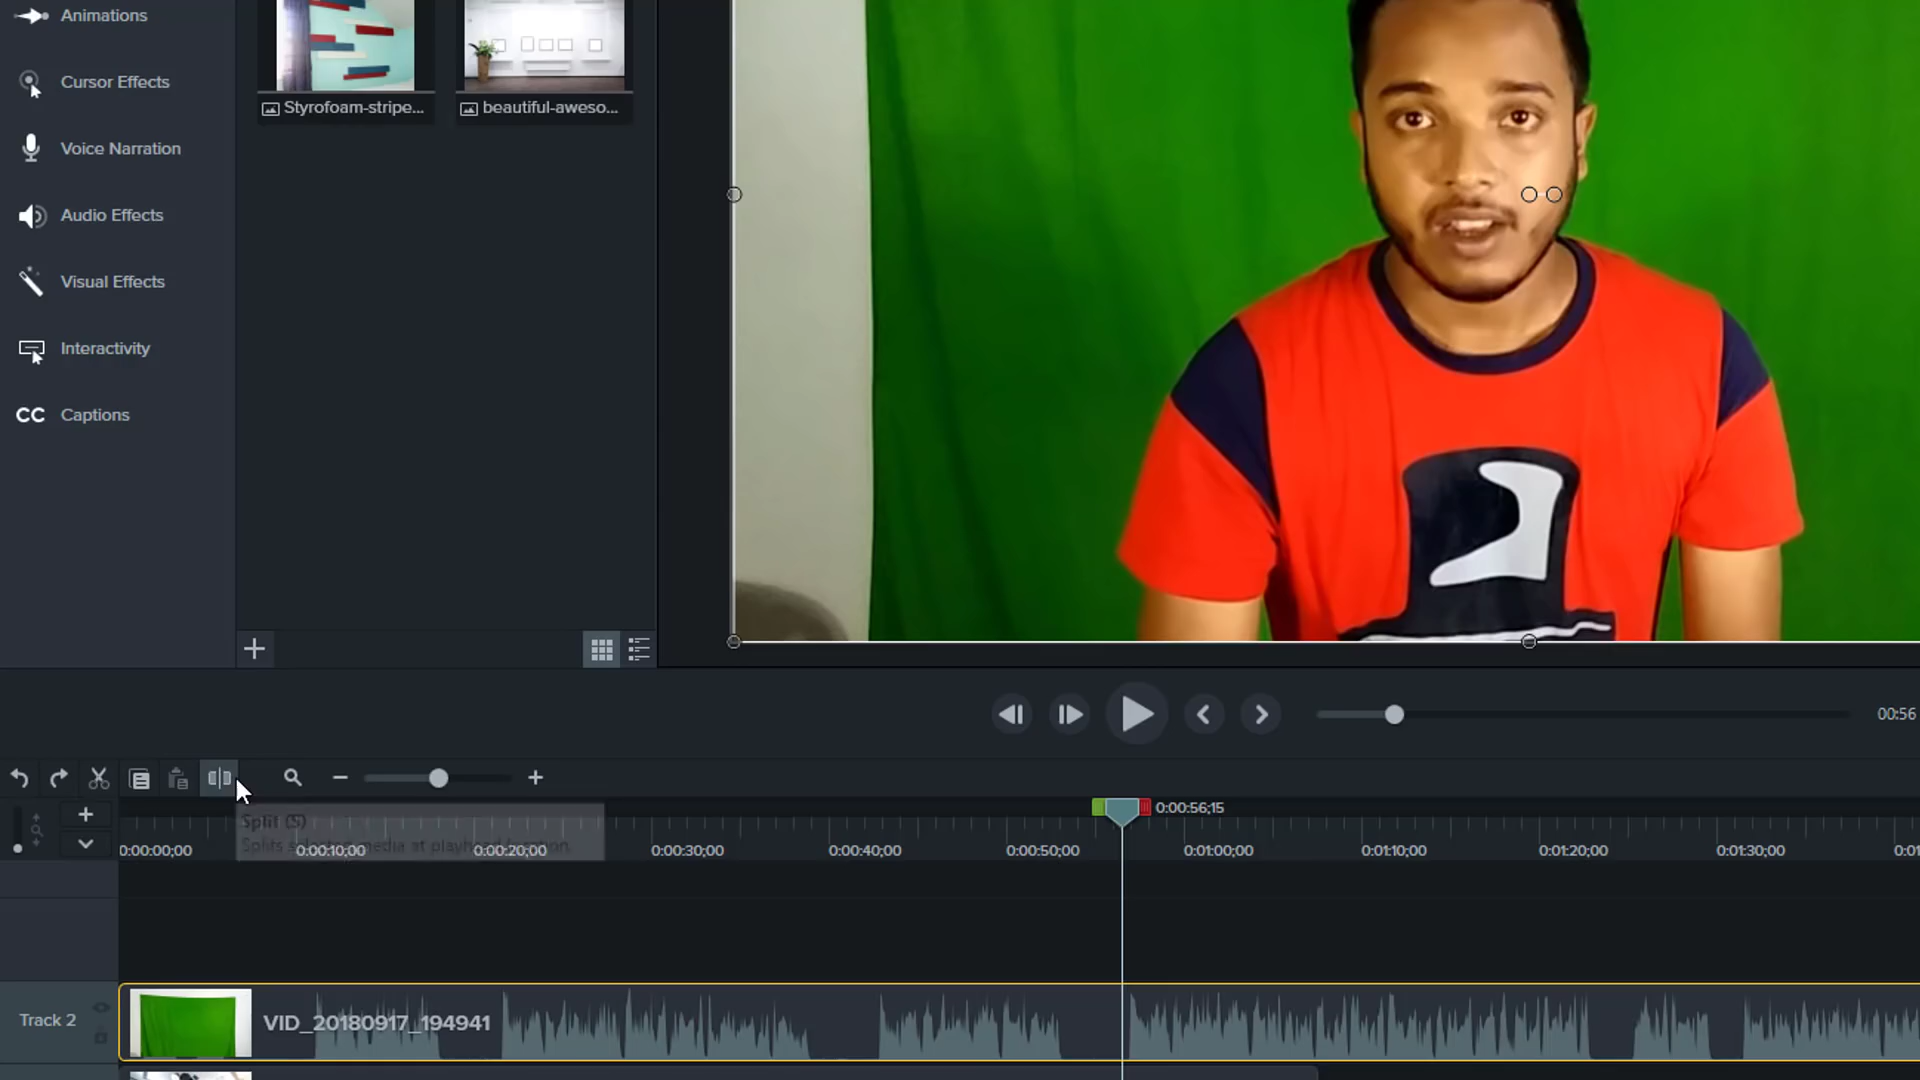 Animations
Cursor Effects
Voice Narration
Audio Effects
Visual Effects
Interactivity
CC Captions
Styrofoam-stripe...
beautiful-aweso...
00:56
Split (S)
Splits selected media at playhead location.
0:00:56;15
0:00:00;00
0:00:10;00
0:00:20;00
0:00:30;00
0:00:40;00
0:00:50;00
0:01:00;00
0:01:10;00
0:01:20;00
0:01:30;00
0:01
Track 2
VID_20180917_194941